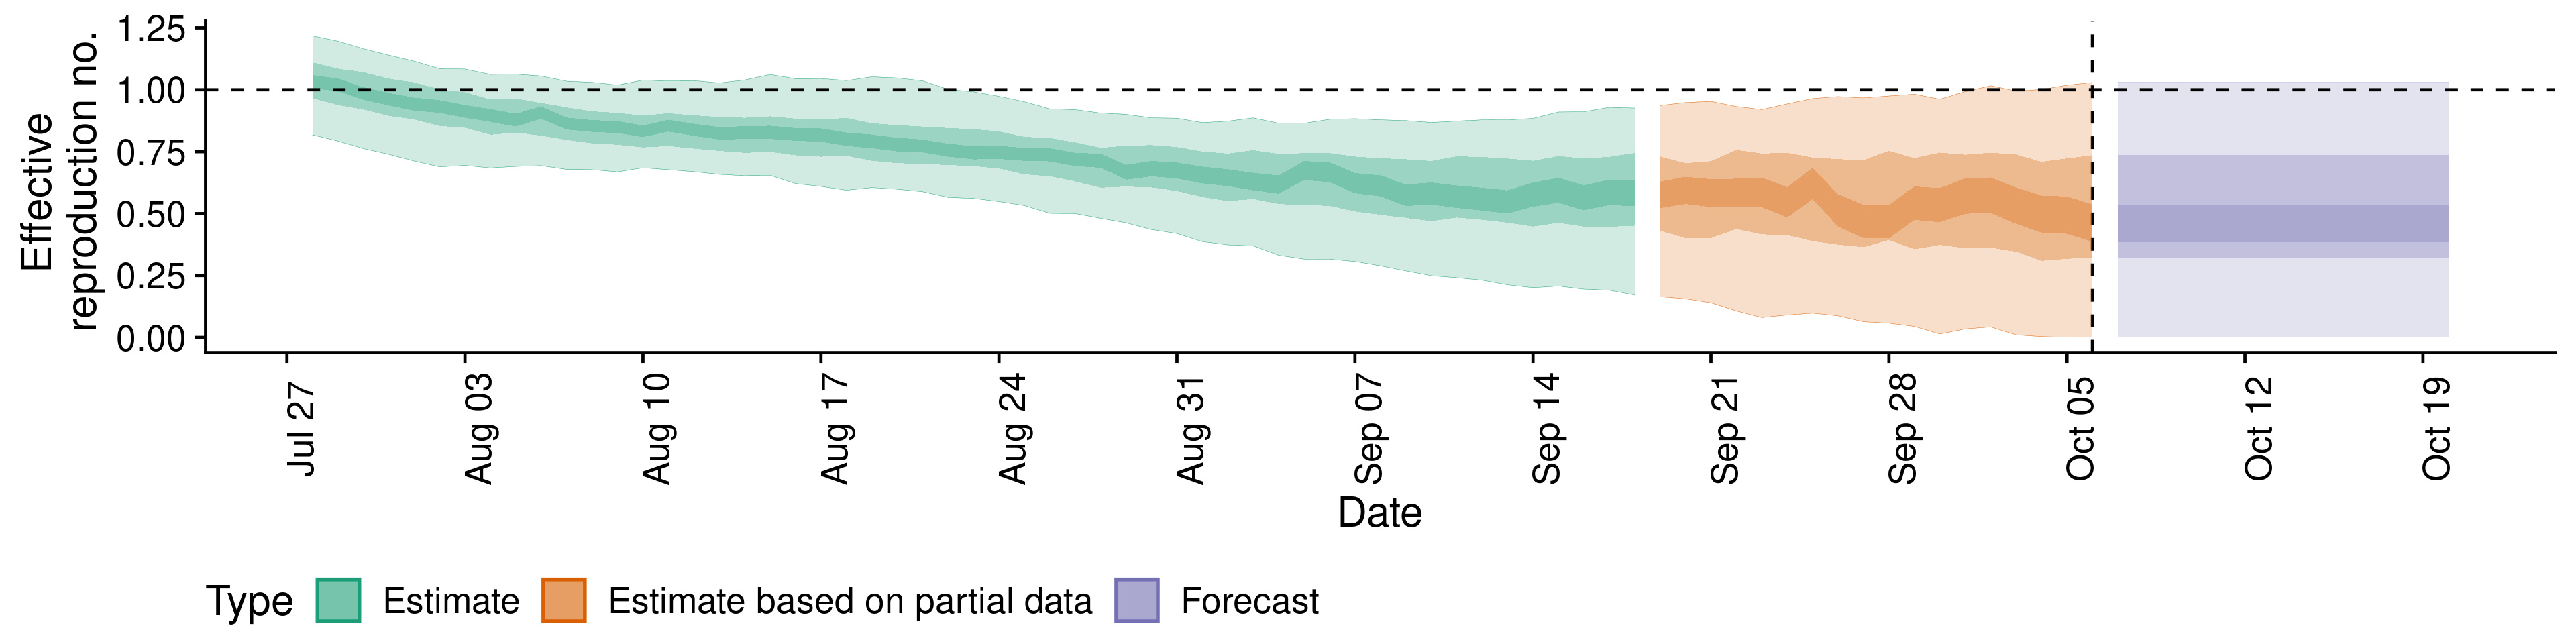 Effective
reproduction no.
1.25
1.00
0.75
0.50
0.25
0.00
Jul 27
Aug 03
Aug 10
Aug 17
Aug 24
Aug 31
Sep 07
Sep 14
Sep 21
Sep 28
Oct 05
Oct 12
Oct 19
Date
Type Estimate Estimate based on partial data Forecast